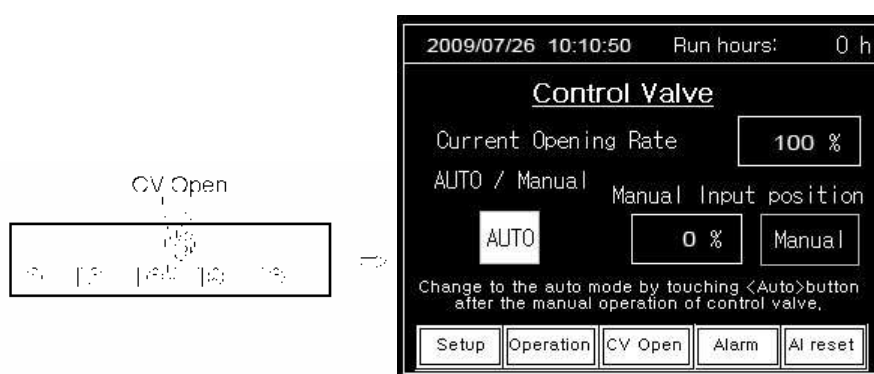 CV Open
2009/07/26 10:10:50 Run hours: 0 h
Control Valve
Current Opening Rate 100 %
AUTO / Manual
Manual Input position
AUTO 0 % Manual
Change to the auto mode by touching <Auto>button
after the manual operation of control valve,
Setup Operation CV Open Alarm AI reset